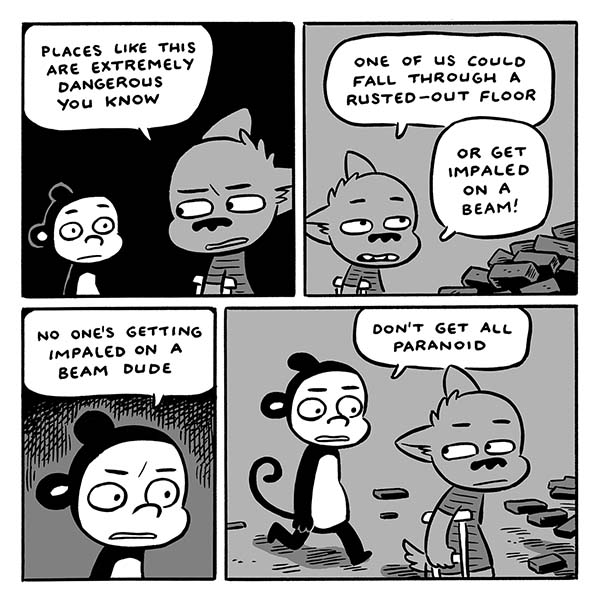 PLACES LIKE THIS
ARE EXTREMELY
DANGEROUS
YOU KNOW
ONE OF US COULD
FALL THROUGH A
RUSTED-OUT FLOOR
OR GET
IMPALED
ON A
BEAM!
NO ONE'S GETTING
IMPALED ON A
BEAM DUDE
DON'T GET ALL
PARANOID